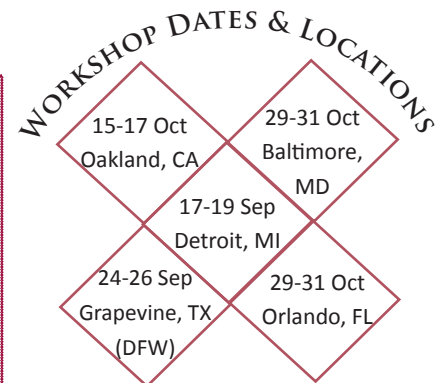 WORKSHOP DATES & LOCATIONS
15-17 Oct
Oakland, CA
29-31 Oct
Baltimore,
MD
17-19 Sep
Detroit, MI
24-26 Sep
Grapevine, TX
(DFW)
29-31 Oct
Orlando, FL